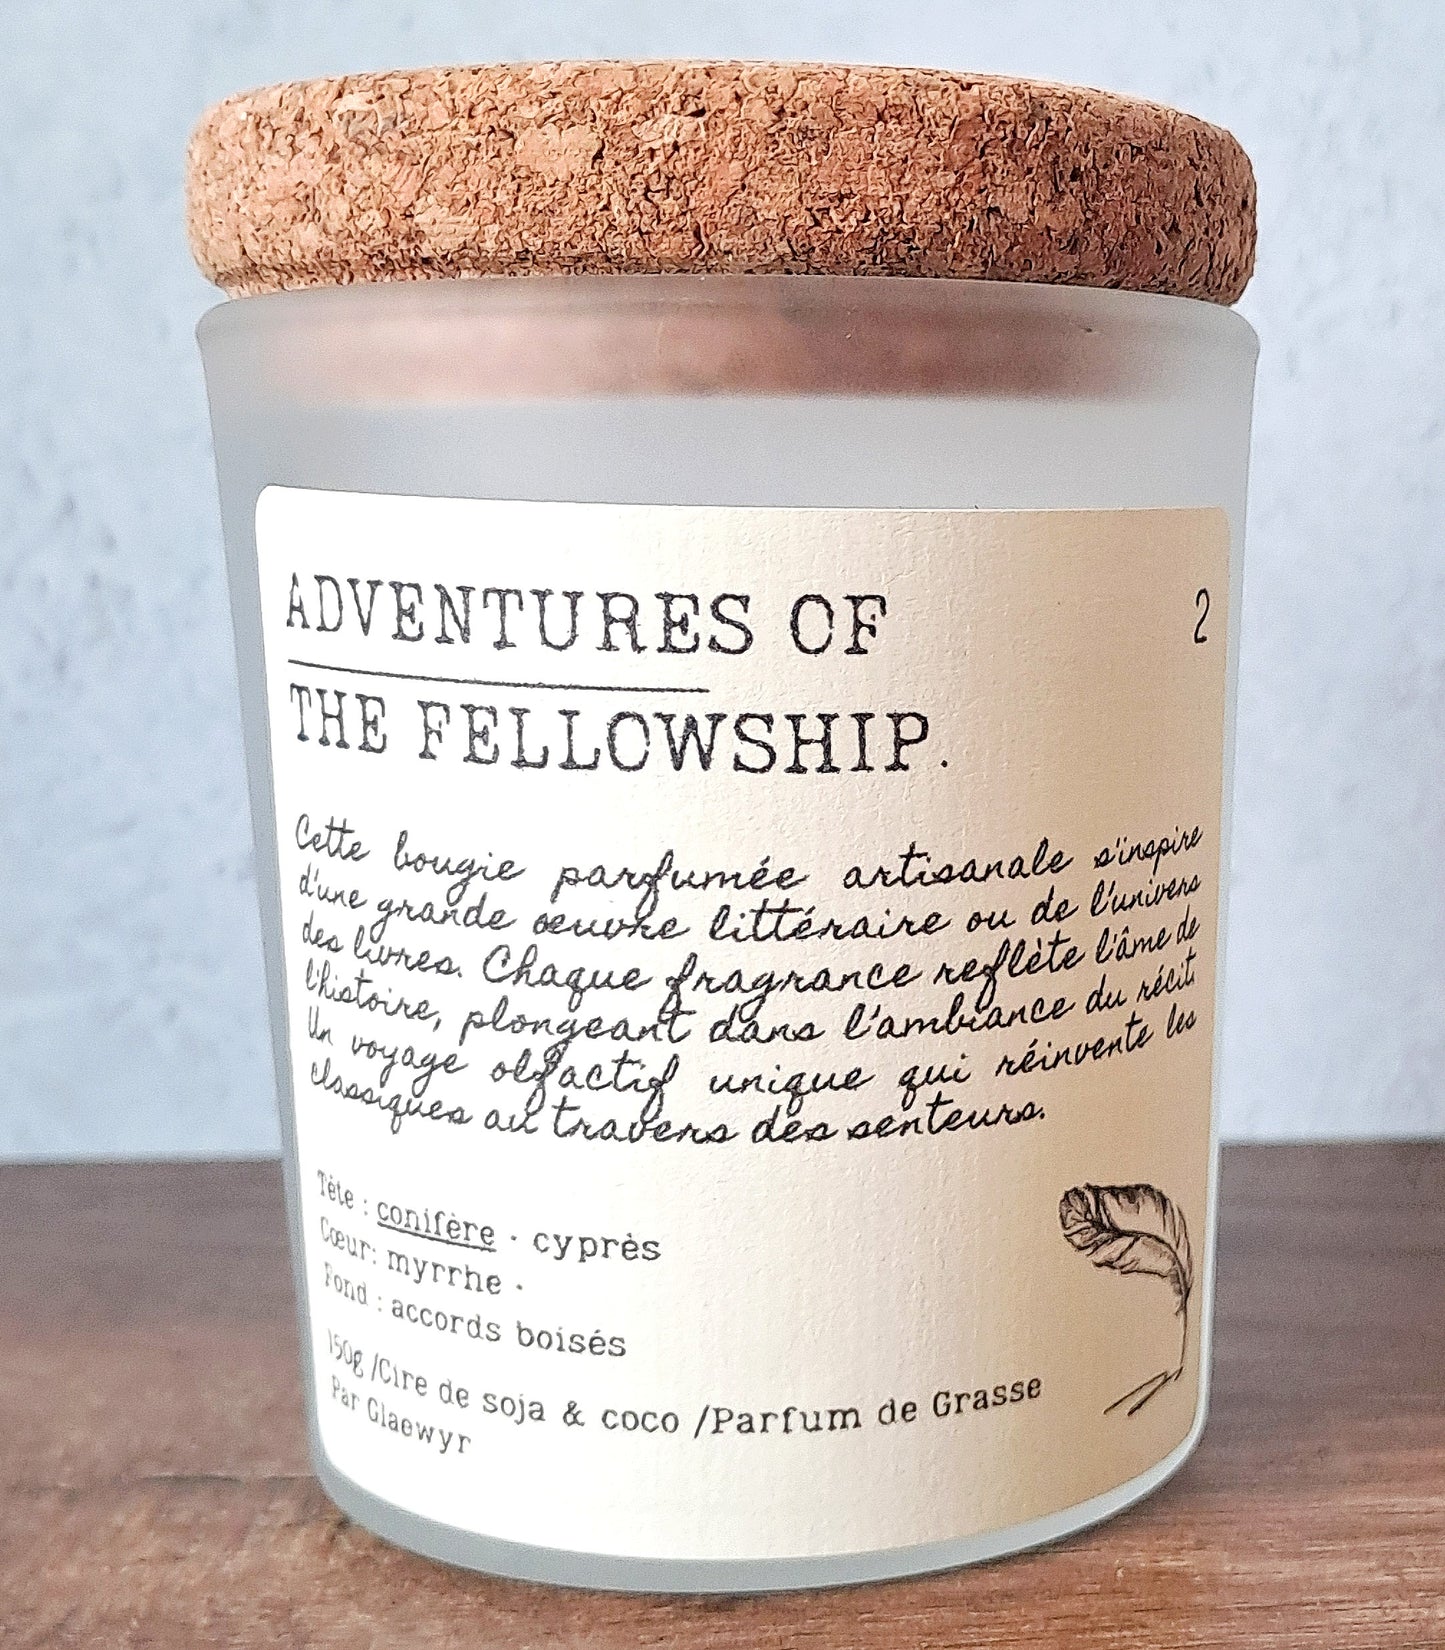 ADVENTURES OF
2
THE FELLOWSHIP.
Cette bougie parfumée artisanale s'inspire
d'une grande œuvre littéraire ou de l'univers
des livres. Chaque fragrance reflète l'âme de
l'histoire, plongeant dans l'ambiance du récit.
Un voyage olfactif unique qui réinvente les
classiques au travers des senteurs.
Tète : conifère · cyprès
Cœur: myrrhe ·
Fond : accords boisés
150g /Cire de soja & coco /Parfum de Grasse
Par Glaewyr